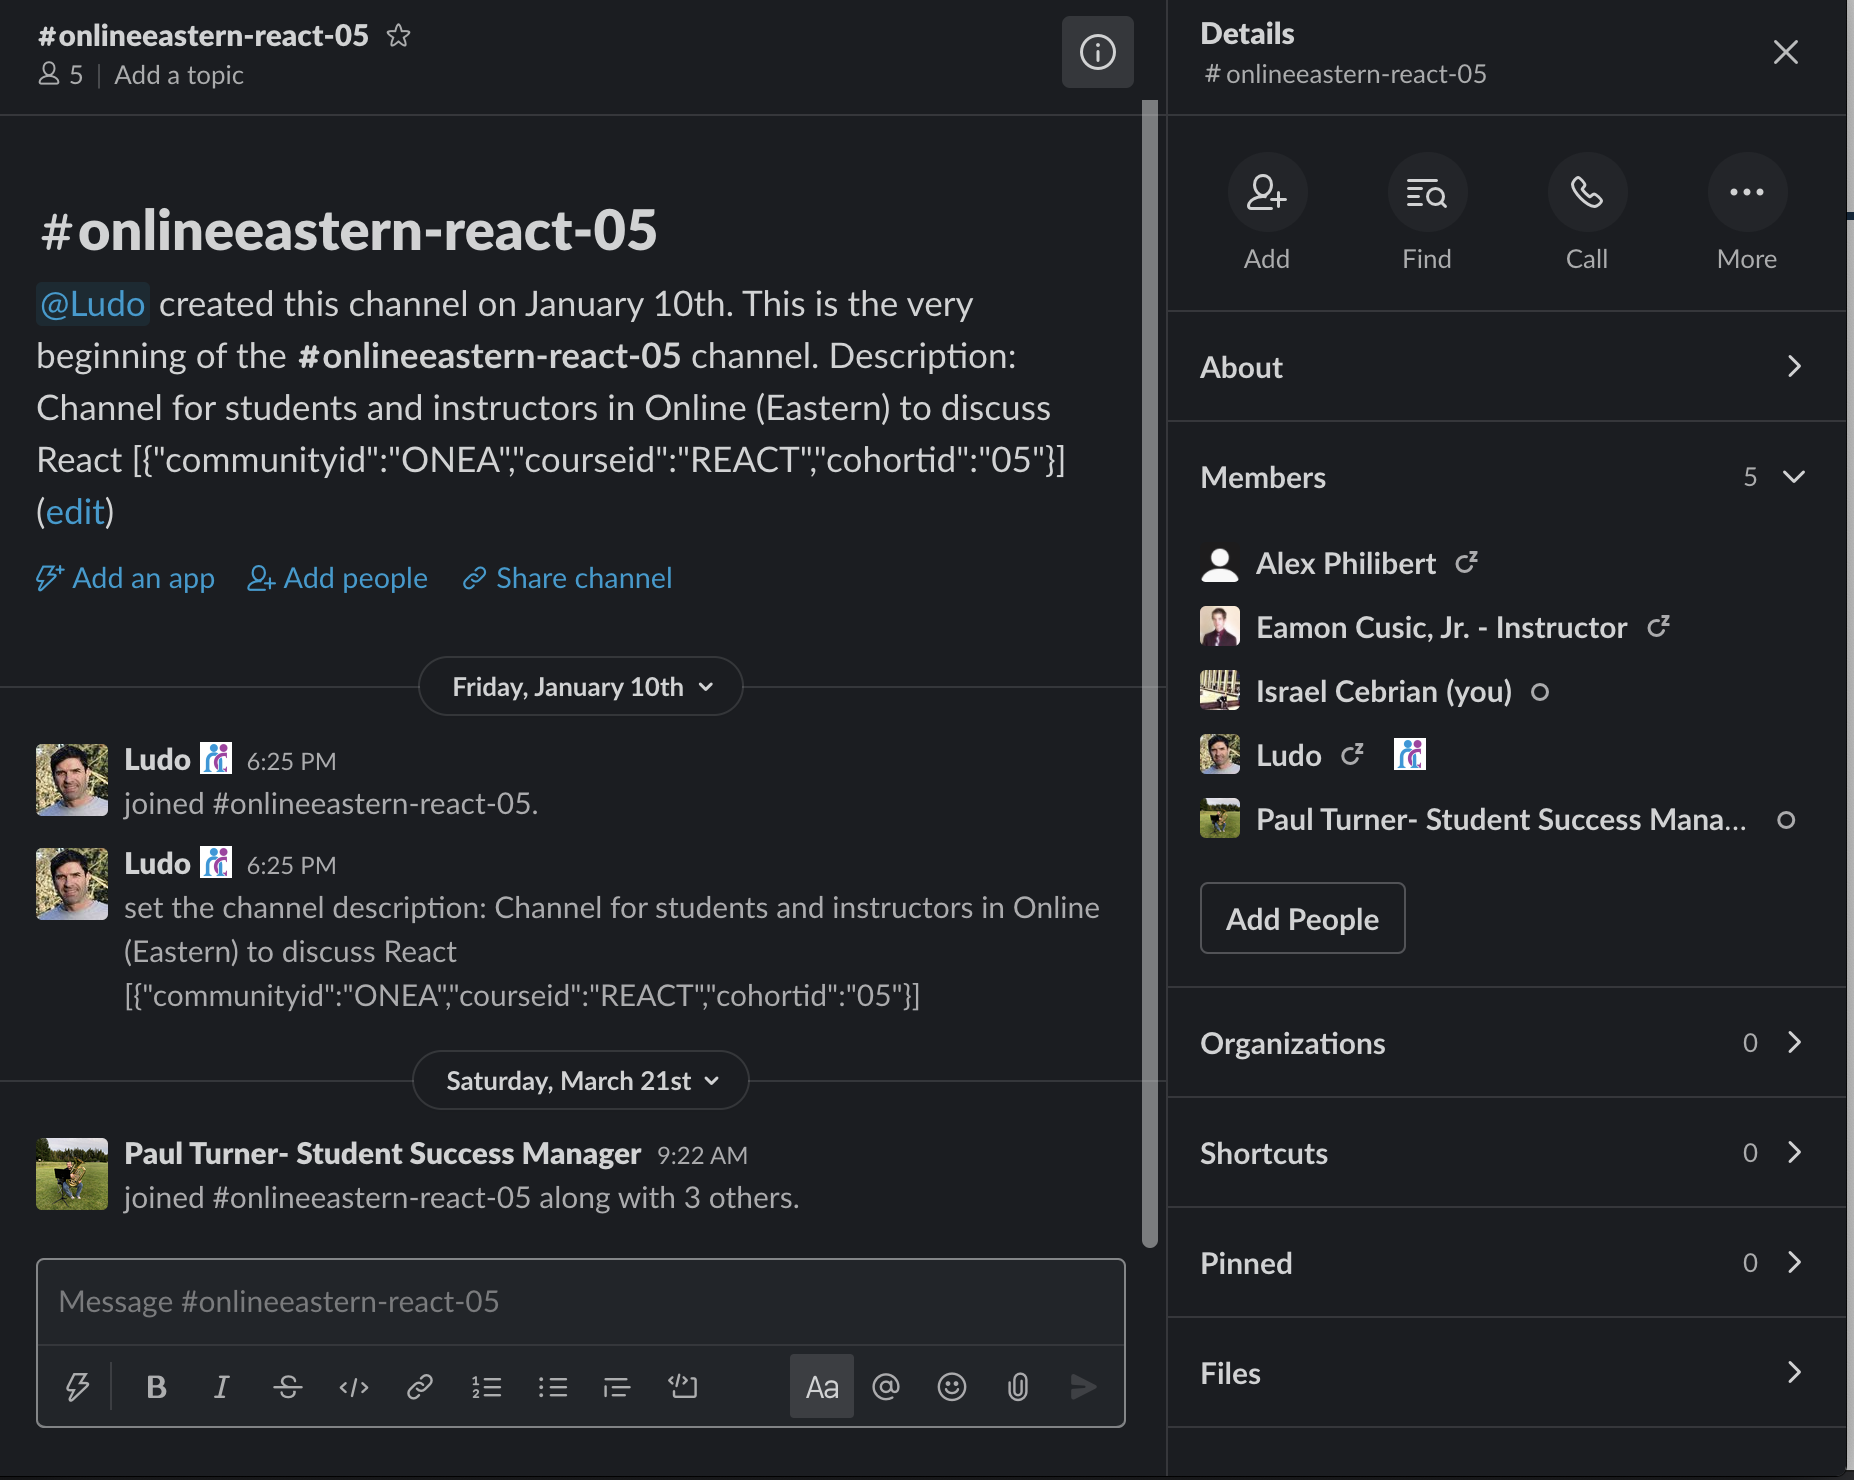 #onlineeastern-react-05
5 | Add a topic
#onlineeastern-react-05
@Ludo created this channel on January 10th. This is the very
beginning of the #onlineeastern-react-05 channel. Description:
Channel for students and instructors in Online (Eastern) to discuss
React [{"communityid":"ONEA","courseid":"REACT","cohortid":"05"}]
(edit)
Add an app Add people Share channel
Friday, January 10th
Ludo 6:25 PM
joined #onlineeastern-react-05.
Ludo 6:25 PM
set the channel description: Channel for students and instructors in Online
(Eastern) to discuss React
[{"communityid":"ONEA","courseid":"REACT","cohortid":"05"}]
Saturday, March 21st
Paul Turner- Student Success Manager 9:22 AM
joined #onlineeastern-react-05 along with 3 others.
Message #onlineeastern-react-05
B I S </> Aa @
Details
# onlineeastern-react-05
Add Find Call More
About
Members 5
Alex Philibert
Eamon Cusic, Jr. - Instructor
Israel Cebrian (you)
Ludo
Paul Turner- Student Success Mana...
Add People
Organizations 0
Shortcuts 0
Pinned 0
Files